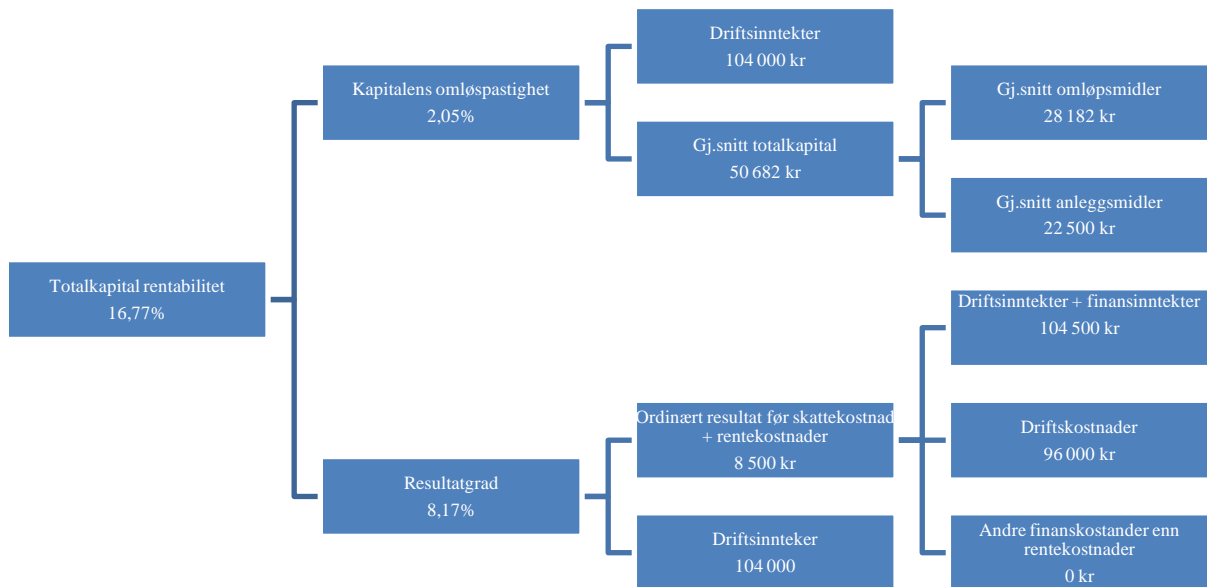 Driftsinntekter
104 000 kr
Kapitalens omløpastighet
2,05%
Gj.snitt omløpsmidler
28 182 kr
Gj.snitt totalkapital
50 682 kr
Gj.snitt anleggsmidler
22 500 kr
Totalkapital rentabilitet
16,77%
Driftsinntekter + finansinntekter
104 500 kr
Ordinært resultat før skattekostnad
+ rentekostnader
8 500 kr
Driftskostnader
96 000 kr
Resultatgrad
8,17%
Driftsinnteker
104 000
Andre finanskostander enn
rentekostnader
0 kr